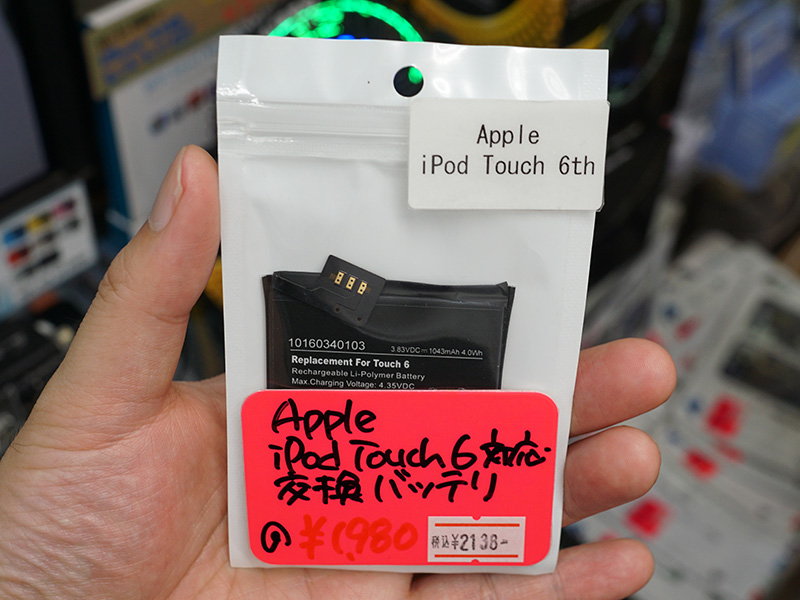 Apple
iPod Touch 6th
10160340103
3.83VDC⎓1043mAh 4.0Wh
Replacement For Touch 6
Rechargeable Li-Polymer Battery
Max.Charging Voltage: 4.35VDC
Apple
iPod Touch 6 対応
交換バッテリ
¥1,980
税込¥2138-